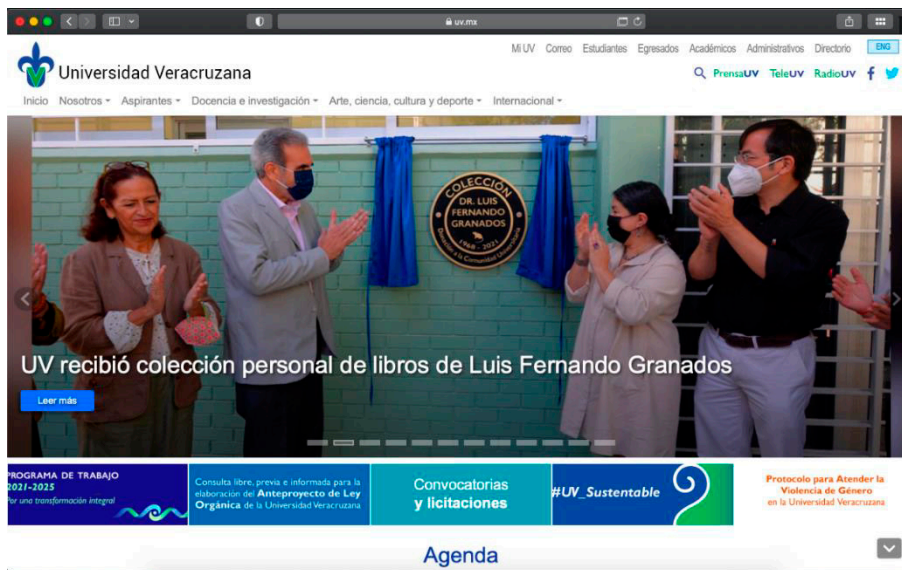 uv.mx
Mi UV Correo Estudiantes Egresados Académicos Administrativos Directorio ENG
Universidad Veracruzana
PrensaUV TeleUV RadioUV
Inicio Nosotros Aspirantes Docencia e investigación Arte, ciencia, cultura y deporte Internacional
COLECCIÓN
DR. LUIS
FERNANDO
GRANADOS
1968 - 2021
Donación a la Comunidad Universitaria
UV recibió colección personal de libros de Luis Fernando Granados
Leer más
PROGRAMA DE TRABAJO
2021-2025
Por una transformación integral
Consulta libre, previa e informada para la
elaboración del Anteproyecto de Ley
Orgánica de la Universidad Veracruzana
Convocatorias
y licitaciones
#UV_Sustentable
Protocolo para Atender la
Violencia de Género
en la Universidad Veracruzana
Agenda